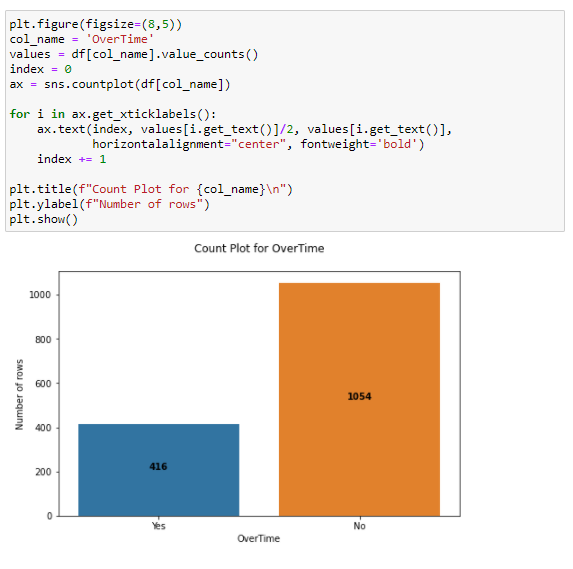 plt.figure(figsize=(8,5))
col_name = 'OverTime'
values = df[col_name].value_counts()
index = 0
ax = sns.countplot(df[col_name])

for i in ax.get_xticklabels():
    ax.text(index, values[i.get_text()]/2, values[i.get_text()],
            horizontalalignment="center", fontweight='bold')
    index += 1

plt.title(f"Count Plot for {col_name}\n")
plt.ylabel(f"Number of rows")
plt.show()
Count Plot for OverTime
1000
800
600
400
200
0
Number of rows
1054
416
Yes
No
OverTime